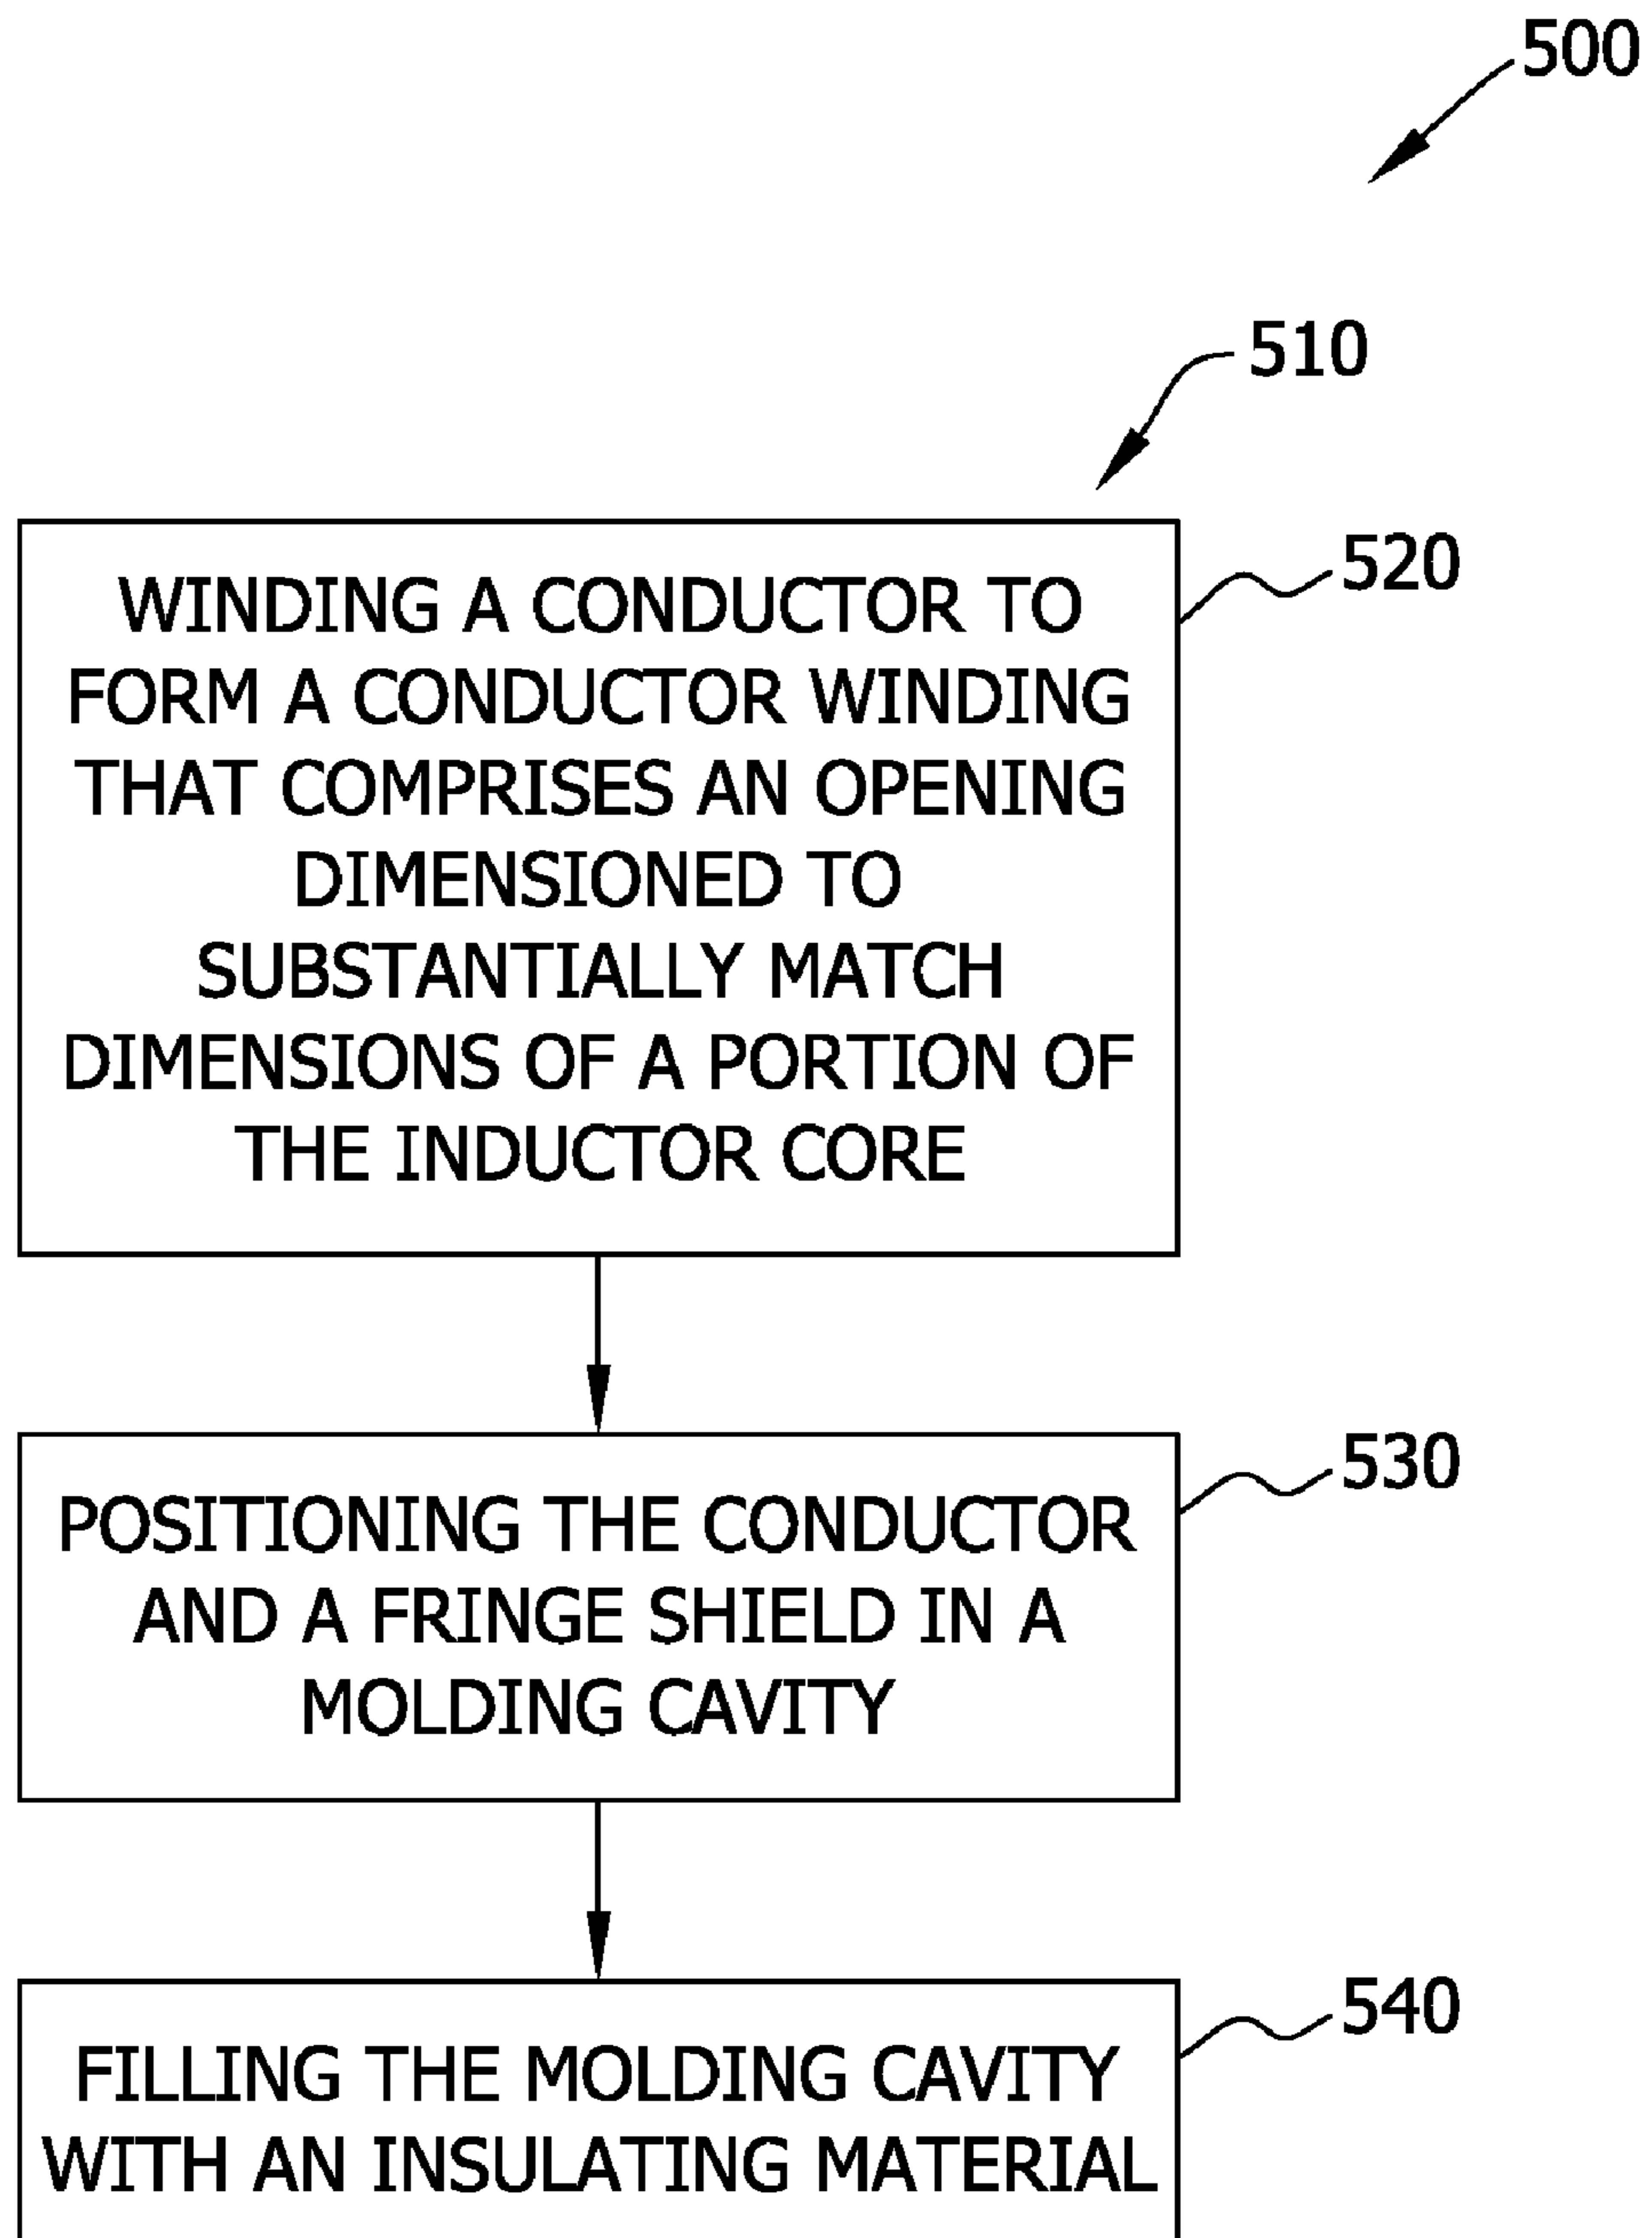 500
510
520
WINDING A CONDUCTOR TO
FORM A CONDUCTOR WINDING
THAT COMPRISES AN OPENING
DIMENSIONED TO
SUBSTANTIALLY MATCH
DIMENSIONS OF A PORTION OF
THE INDUCTOR CORE
530
POSITIONING THE CONDUCTOR
AND A FRINGE SHIELD IN A
MOLDING CAVITY
540
FILLING THE MOLDING CAVITY
WITH AN INSULATING MATERIAL